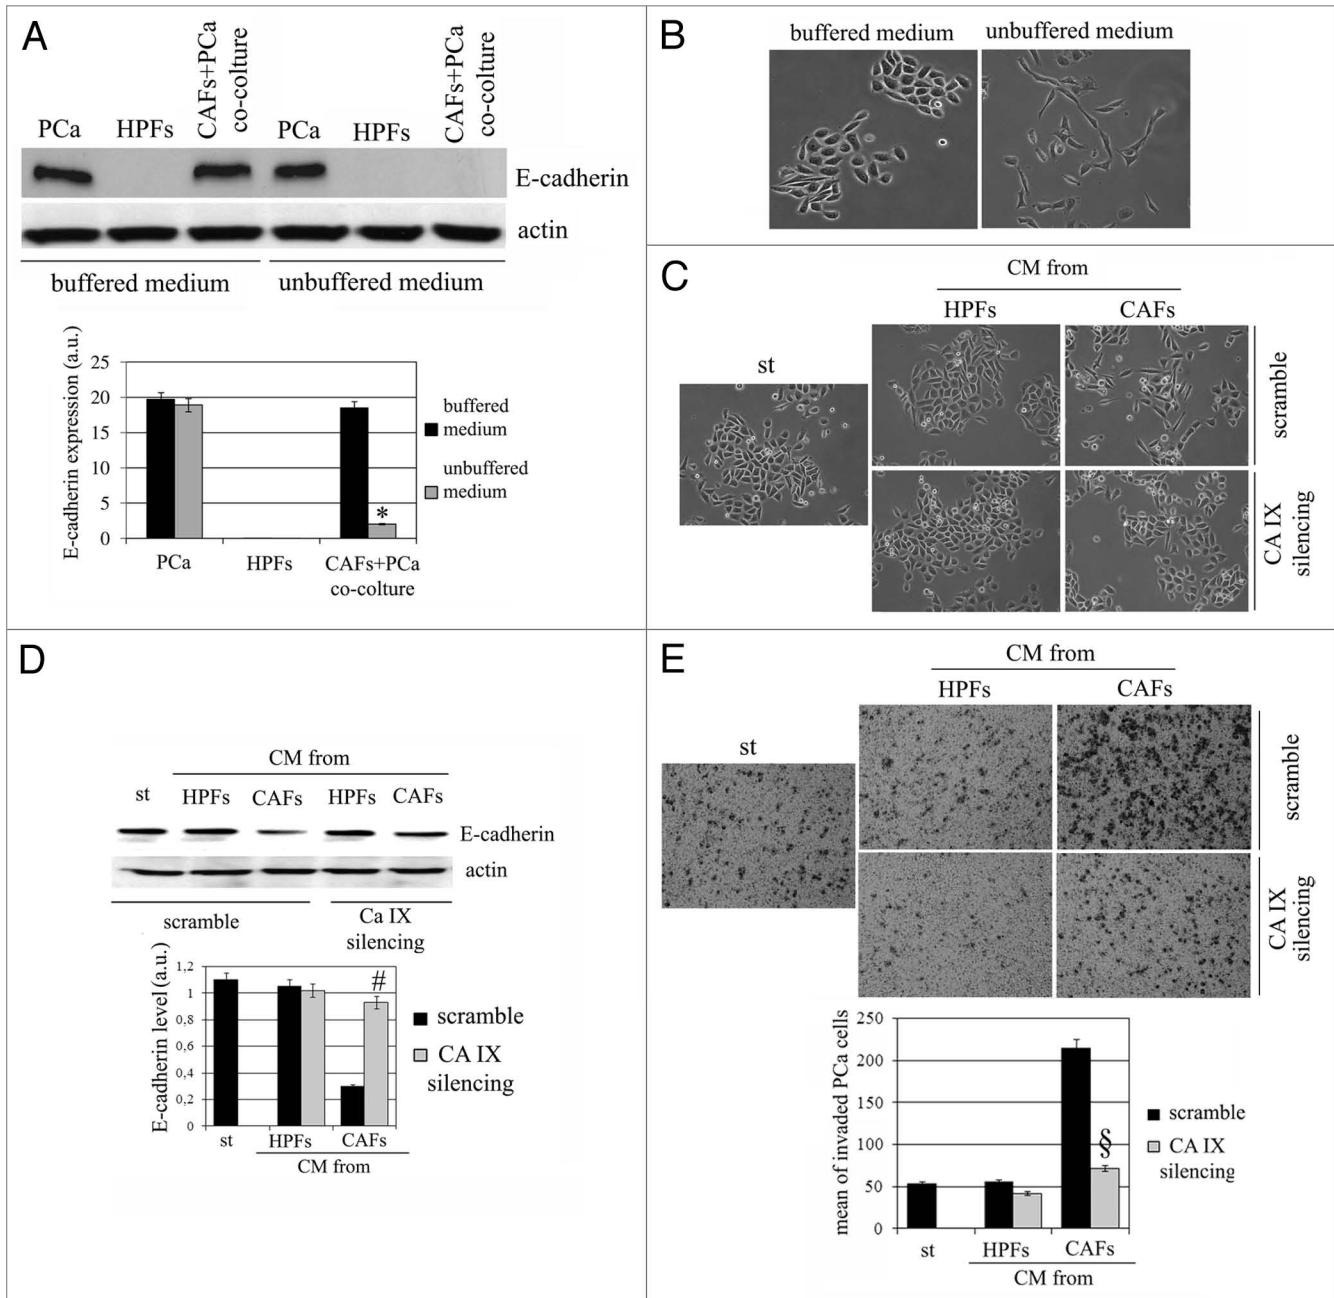 A
PCa
HPFs
CAFs+PCa
co-colture
PCa
HPFs
CAFs+PCa
co-colture
E-cadherin
actin
buffered medium
unbuffered medium
E-cadherin expression (a.u.)
25
20
15
10
5
0
PCa
HPFs
CAFs+PCa
co-colture
buffered
medium
unbuffered
medium
*
B
buffered medium
unbuffered medium
C
CM from
HPFs
CAFs
st
scramble
CA IX
silencing
D
CM from
st
HPFs
CAFs
HPFs
CAFs
E-cadherin
actin
scramble
Ca IX
silencing
E-cadherin level (a.u.)
1,2
1
0,8
0,6
0,4
0,2
0
#
st
HPFs
CAFs
CM from
scramble
CA IX
silencing
E
CM from
HPFs
CAFs
st
scramble
CA IX
silencing
mean of invaded PCa cells
250
200
150
100
50
0
§
st
HPFs
CAFs
CM from
scramble
CA IX
silencing